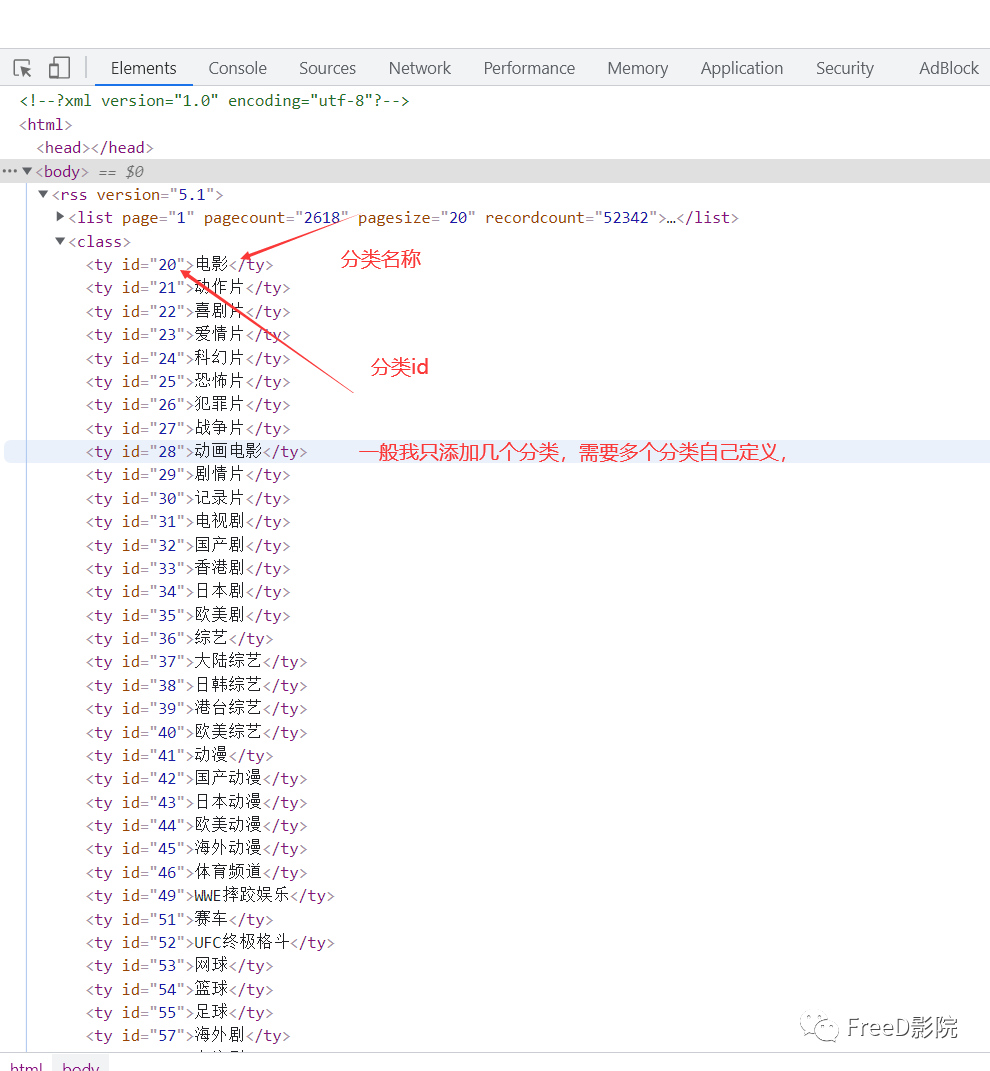 Elements Console Sources Network Performance Memory Application Security AdBlock
<!--?xml version="1.0" encoding="utf-8"?-->
<html>
<head></head>
<body> == $0
<rss version="5.1">
<list page="1" pagecount="2618" pagesize="20" recordcount="52342">…</list>
<class>
<ty id="20">电影</ty>
分类名称
<ty id="21">动作片</ty>
<ty id="22">喜剧片</ty>
<ty id="23">爱情片</ty>
<ty id="24">科幻片</ty>
分类id
<ty id="25">恐怖片</ty>
<ty id="26">犯罪片</ty>
<ty id="27">战争片</ty>
<ty id="28">动画电影</ty>
一般我只添加几个分类，需要多个分类自己定义，
<ty id="29">剧情片</ty>
<ty id="30">记录片</ty>
<ty id="31">电视剧</ty>
<ty id="32">国产剧</ty>
<ty id="33">香港剧</ty>
<ty id="34">日本剧</ty>
<ty id="35">欧美剧</ty>
<ty id="36">综艺</ty>
<ty id="37">大陆综艺</ty>
<ty id="38">日韩综艺</ty>
<ty id="39">港台综艺</ty>
<ty id="40">欧美综艺</ty>
<ty id="41">动漫</ty>
<ty id="42">国产动漫</ty>
<ty id="43">日本动漫</ty>
<ty id="44">欧美动漫</ty>
<ty id="45">海外动漫</ty>
<ty id="46">体育频道</ty>
<ty id="49">WWE摔跤娱乐</ty>
<ty id="51">赛车</ty>
<ty id="52">UFC终极格斗</ty>
<ty id="53">网球</ty>
<ty id="54">篮球</ty>
<ty id="55">足球</ty>
<ty id="57">海外剧</ty>
FreeD影院
html body